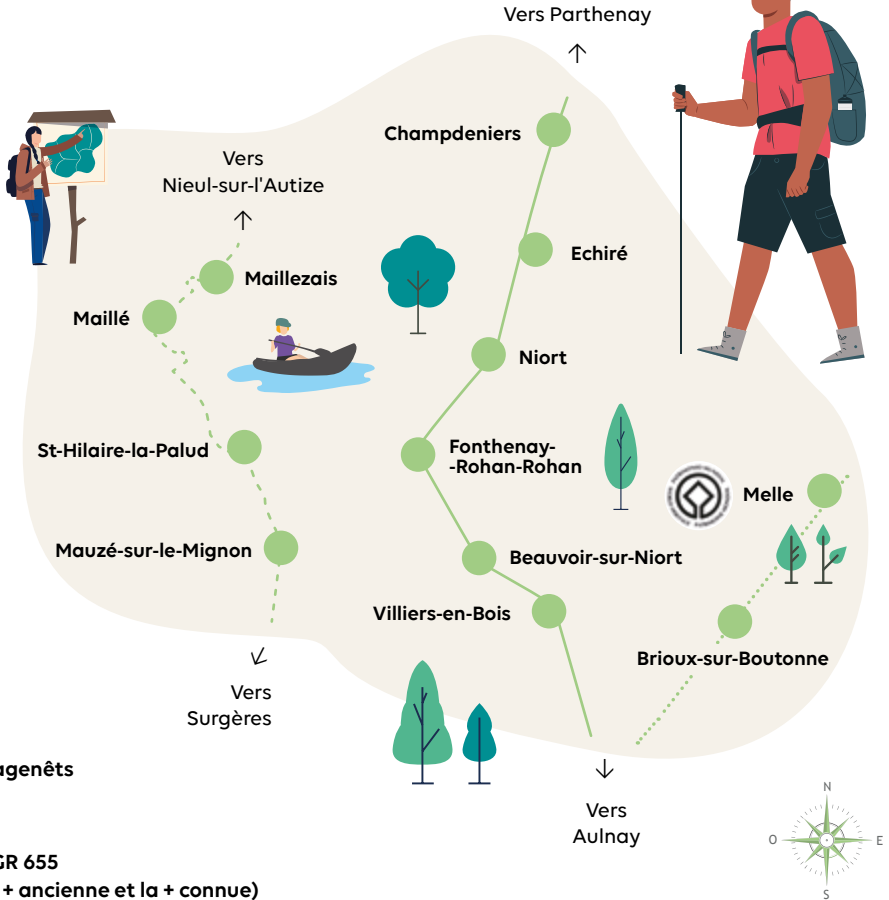 Vers Parthenay
Champdeniers
Vers
Nieul-sur-l'Autize
Echiré
Maillezais
Maillé
Niort
St-Hilaire-la-Palud
Fonthenay-
-Rohan-Rohan
Melle
Mauzé-sur-le-Mignon
Beauvoir-sur-Niort
Villiers-en-Bois
Brioux-sur-Boutonne
Vers
Surgères
agenêts
Vers
Aulnay
N
O
E
S
GR 655
+ ancienne et la + connue)